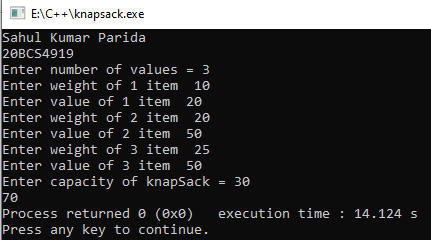 E:\C++\knapsack.exe
Sahul Kumar Parida
20BCS4919
Enter number of values = 3
Enter weight of 1 item  10
Enter value of 1 item  20
Enter weight of 2 item  20
Enter value of 2 item  50
Enter weight of 3 item  25
Enter value of 3 item  50
Enter capacity of knapSack = 30
70
Process returned 0 (0x0)   execution time : 14.124 s
Press any key to continue.